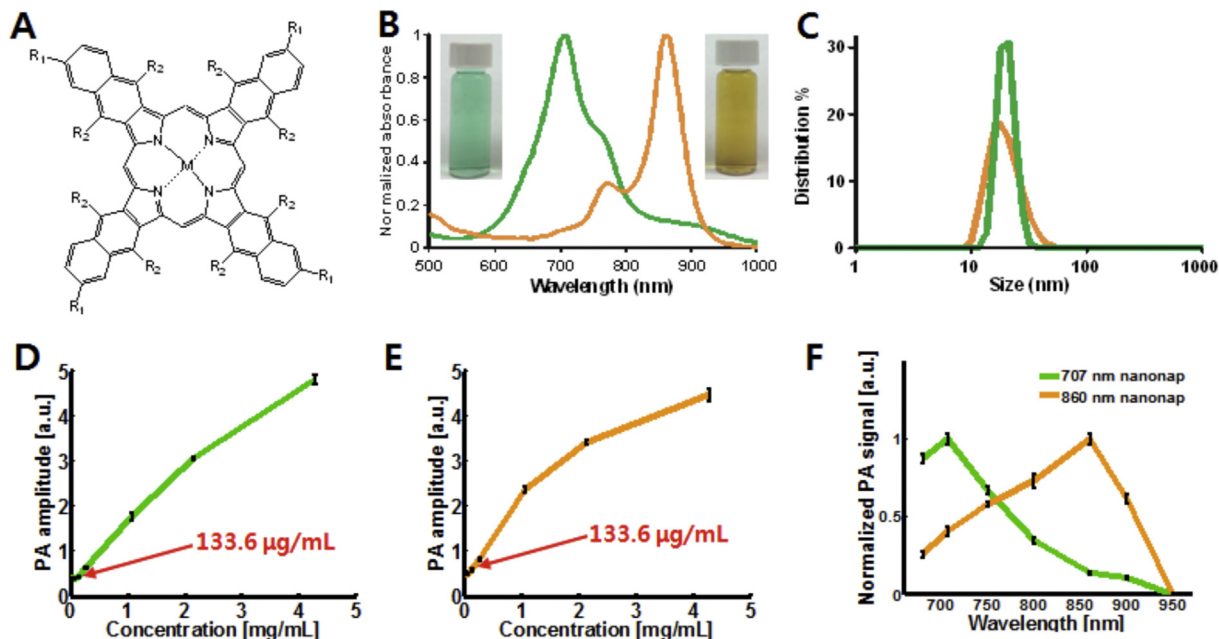 A
R1
R1
R2
R2
R2
R2
N
N
M
N
N
R2
R2
R2
R2
R1
R1
B
Normalized absorbance
1
0.8
0.6
0.4
0.2
0
500 600 700 800 900 1000
Wavelength (nm)
C
Distribution %
30
20
10
0
1 10 100 1000
Size (nm)
D
PA amplitude [a.u.]
5
4
3
2
1
0
133.6 µg/mL
0 1 2 3 4 5
Concentration [mg/mL]
E
PA amplitude [a.u.]
5
4
3
2
1
0
133.6 µg/mL
0 1 2 3 4 5
Concentration [mg/mL]
F
Normalized PA signal [a.u.]
707 nm nanonap
860 nm nanonap
1
0.5
0
700 750 800 850 900 950
Wavelength [nm]